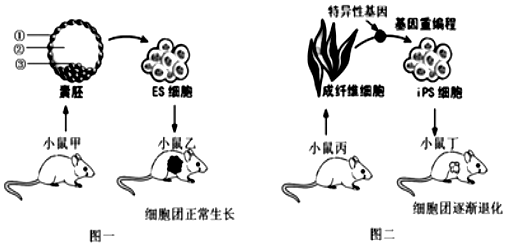 ①
②
③
囊胚
ES 细胞
小鼠甲
小鼠乙
细胞团正常生长
图一
特异性基因
基因重编程
成纤维细胞
iPS 细胞
小鼠丙
小鼠丁
细胞团逐渐退化
图二